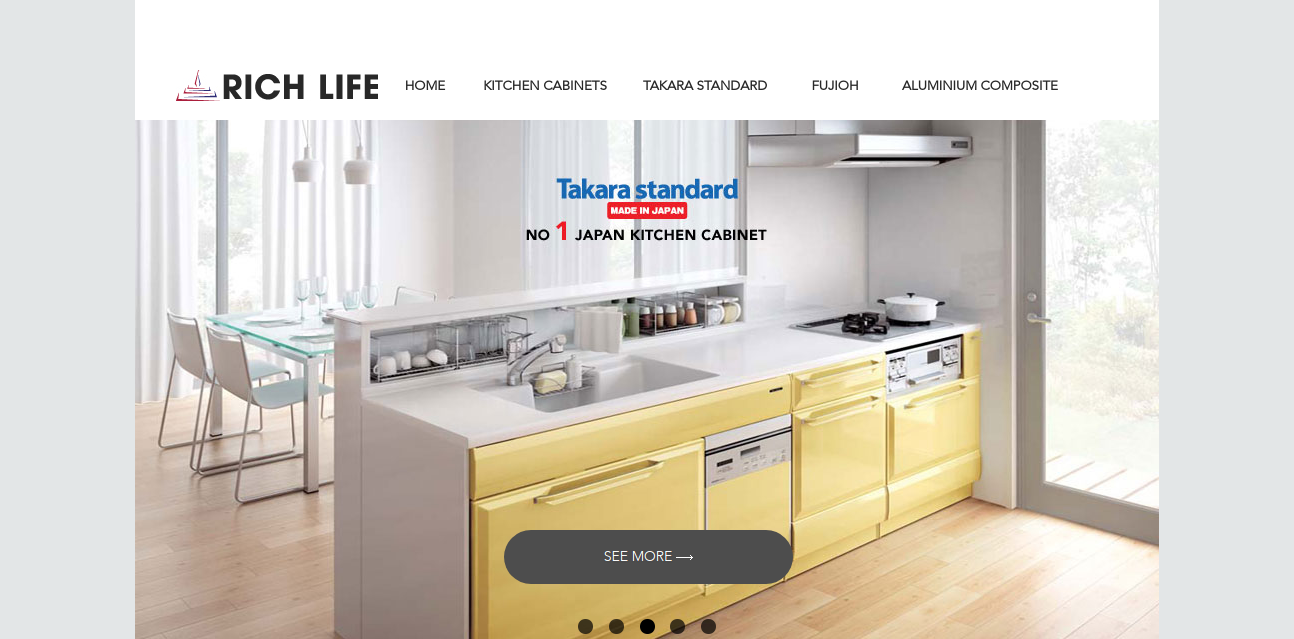 RICH LIFE
HOME KITCHEN CABINETS TAKARA STANDARD FUJIOH ALUMINIUM COMPOSITE
Takara standard
MADE IN JAPAN
NO 1 JAPAN KITCHEN CABINET
SEE MORE ⟶